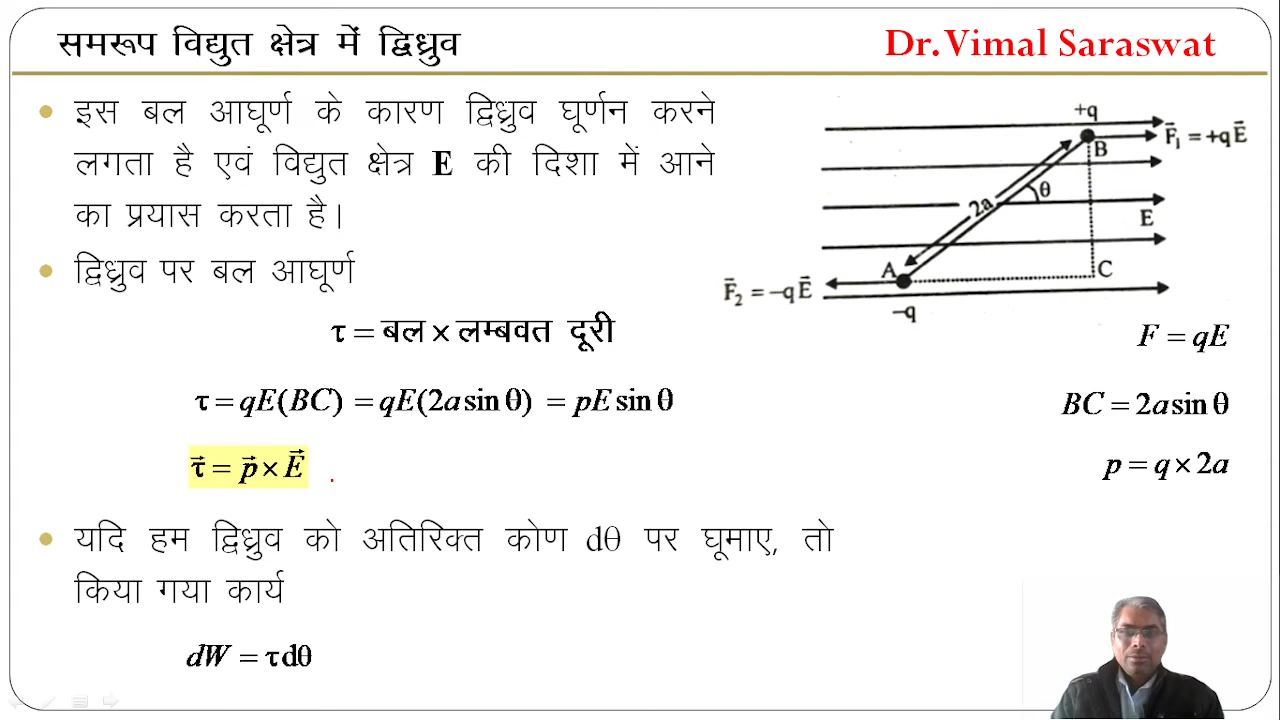 समरूप विद्युत क्षेत्र में द्विध्रुव
Dr. Vimal Saraswat
इस बल आघूर्ण के कारण द्विध्रुव घूर्णन करने
लगता है एवं विद्युत क्षेत्र E की दिशा में आने
का प्रयास करता है।
द्विध्रुव पर बल आघूर्ण
τ = बल × लम्बवत दूरी
τ = qE(BC) = qE(2a sin θ) = pE sin θ
τ⃗ = p⃗ × E⃗
यदि हम द्विध्रुव को अतिरिक्त कोण dθ पर घूमाए, तो
किया गया कार्य
dW = τdθ
+q
F⃗₁ = +qE⃗
B
θ
2a
E
A
C
F⃗₂ = −qE⃗
−q
F = qE
BC = 2a sin θ
p = q × 2a